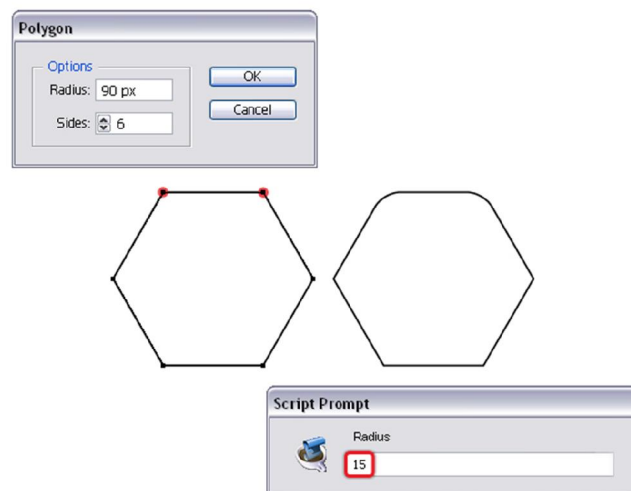 Polygon
Options
Radius: 90 px
OK
Sides: 6
Cancel
Script Prompt
Radius
15